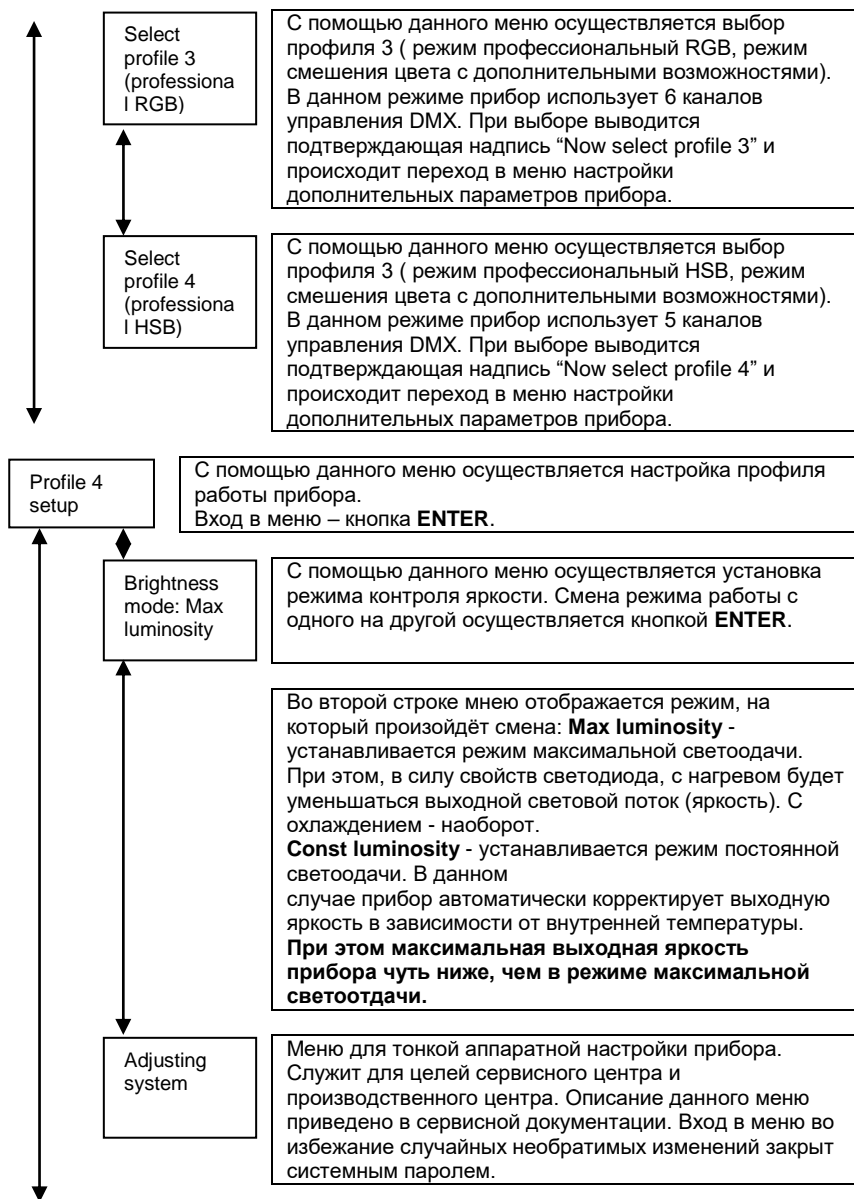 Select
profile 3
(professiona
l RGB)
С помощью данного меню осуществляется выбор
профиля 3 ( режим профессиональный RGB, режим
смешения цвета с дополнительными возможностями).
В данном режиме прибор использует 6 каналов
управления DMX. При выборе выводится
подтверждающая надпись “Now select profile 3” и
происходит переход в меню настройки
дополнительных параметров прибора.
Select
profile 4
(professiona
l HSB)
С помощью данного меню осуществляется выбор
профиля 3 ( режим профессиональный HSB, режим
смешения цвета с дополнительными возможностями).
В данном режиме прибор использует 5 каналов
управления DMX. При выборе выводится
подтверждающая надпись “Now select profile 4” и
происходит переход в меню настройки
дополнительных параметров прибора.
Profile 4
setup
С помощью данного меню осуществляется настройка профиля
работы прибора.
Вход в меню – кнопка ENTER.
Brightness
mode: Max
luminosity
С помощью данного меню осуществляется установка
режима контроля яркости. Смена режима работы с
одного на другой осуществляется кнопкой ENTER.
Во второй строке мнею отображается режим, на
который произойдёт смена: Max luminosity -
устанавливается режим максимальной светоодачи.
При этом, в силу свойств светодиода, с нагревом будет
уменьшаться выходной световой поток (яркость). С
охлаждением - наоборот.
Const luminosity - устанавливается режим постоянной
светоодачи. В данном
случае прибор автоматически корректирует выходную
яркость в зависимости от внутренней температуры.
При этом максимальная выходная яркость
прибора чуть ниже, чем в режиме максимальной
светоотдачи.
Adjusting
system
Меню для тонкой аппаратной настройки прибора.
Служит для целей сервисного центра и
производственного центра. Описание данного меню
приведено в сервисной документации. Вход в меню во
избежание случайных необратимых изменений закрыт
системным паролем.